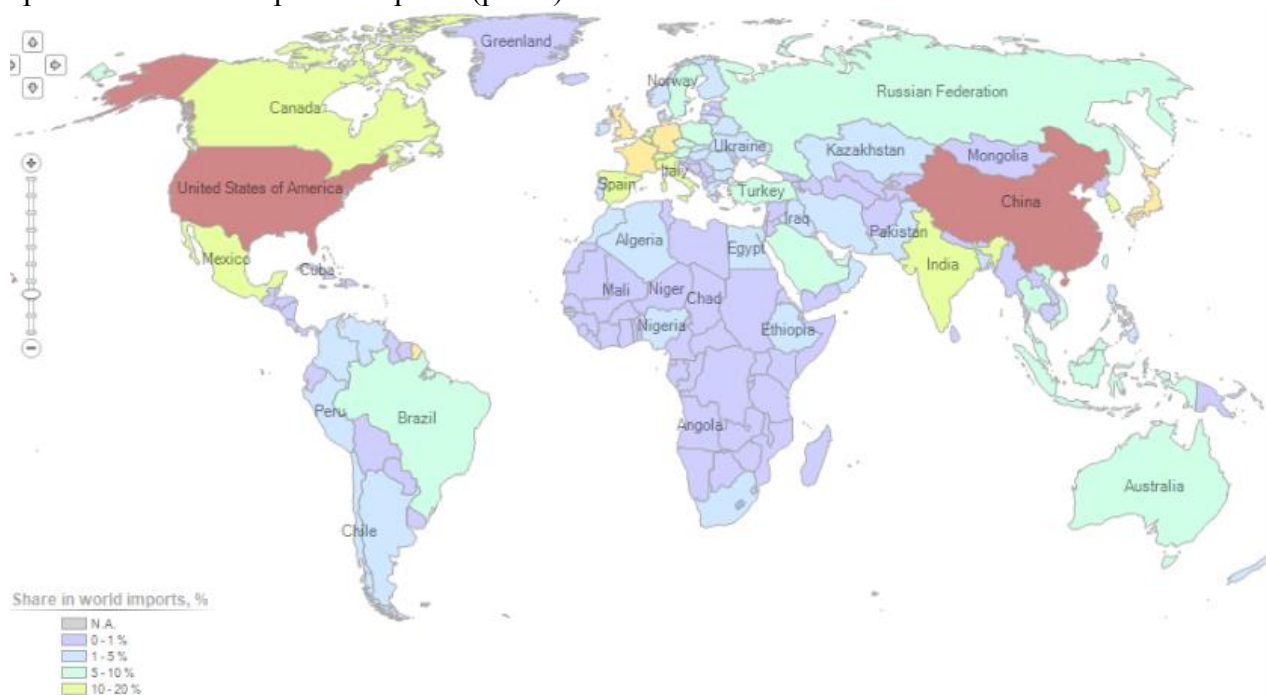 Greenland
Norway
Russian Federation
Canada
Ukraine
Kazakhstan
Mongolia
United States of America
Italy
Spain
Turkey
China
Iraq
Pakistan
Algeria
Egypt
India
Mexico
Cuba
Mali
Niger
Chad
Nigeria
Ethiopia
Peru
Brazil
Angola
Australia
Chile
Share in world imports, %
N.A.
0 - 1 %
1 - 5 %
5 - 10 %
10 - 20 %